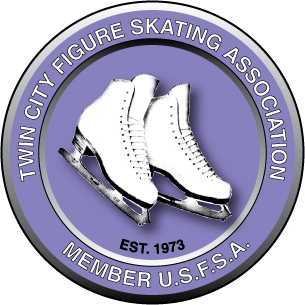 TWIN CITY FIGURE SKATING ASSOCIATION
EST. 1973
MEMBER U.S.F.S.A.